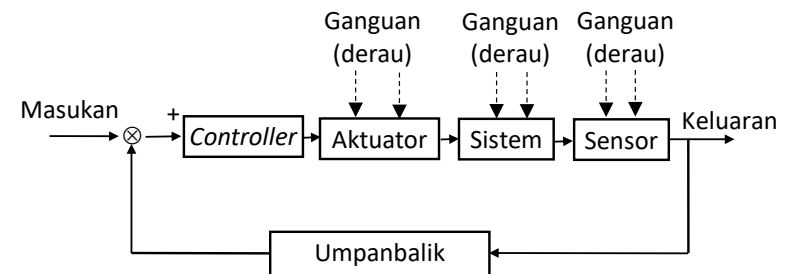 Ganguan
(derau)
Ganguan
(derau)
Ganguan
(derau)
Masukan
+
Controller
Aktuator
Sistem
Sensor
Keluaran
Umpanbalik